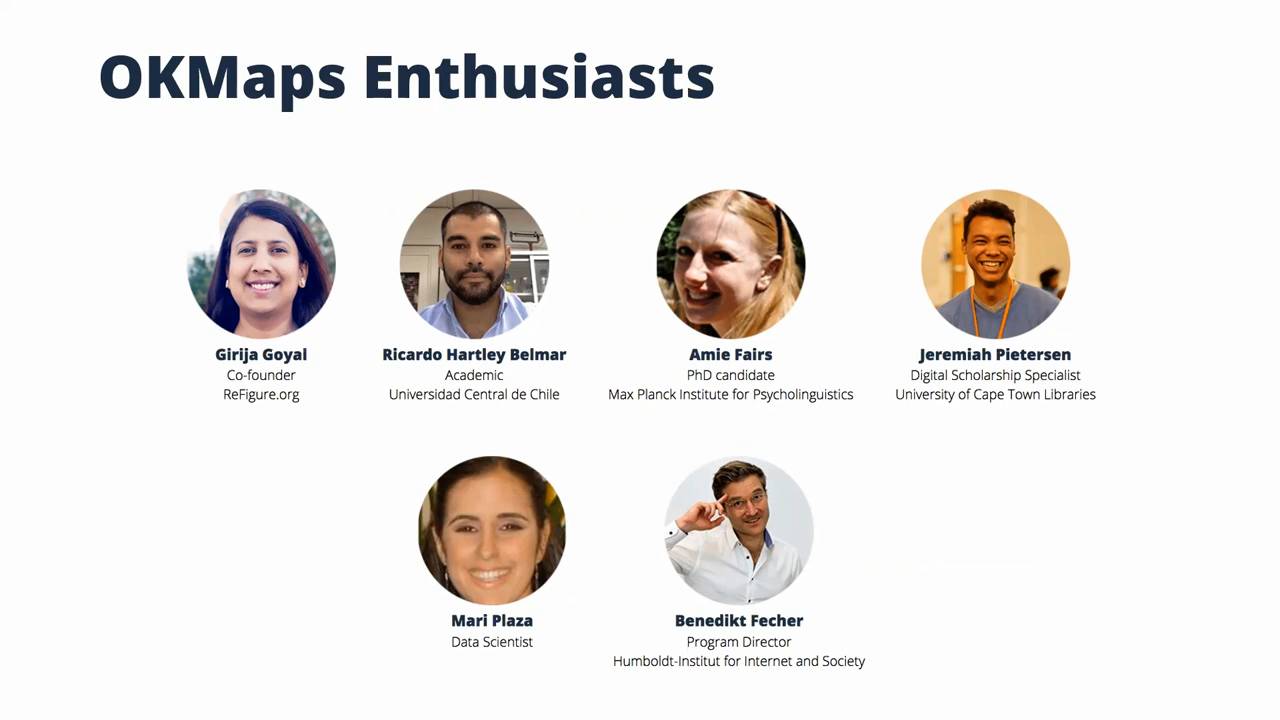 OKMaps Enthusiasts
Girija Goyal
Co-founder
ReFigure.org
Ricardo Hartley Belmar
Academic
Universidad Central de Chile
Amie Fairs
PhD candidate
Max Planck Institute for Psycholinguistics
Jeremiah Pietersen
Digital Scholarship Specialist
University of Cape Town Libraries
Mari Plaza
Data Scientist
Benedikt Fecher
Program Director
Humboldt-Institut for Internet and Society